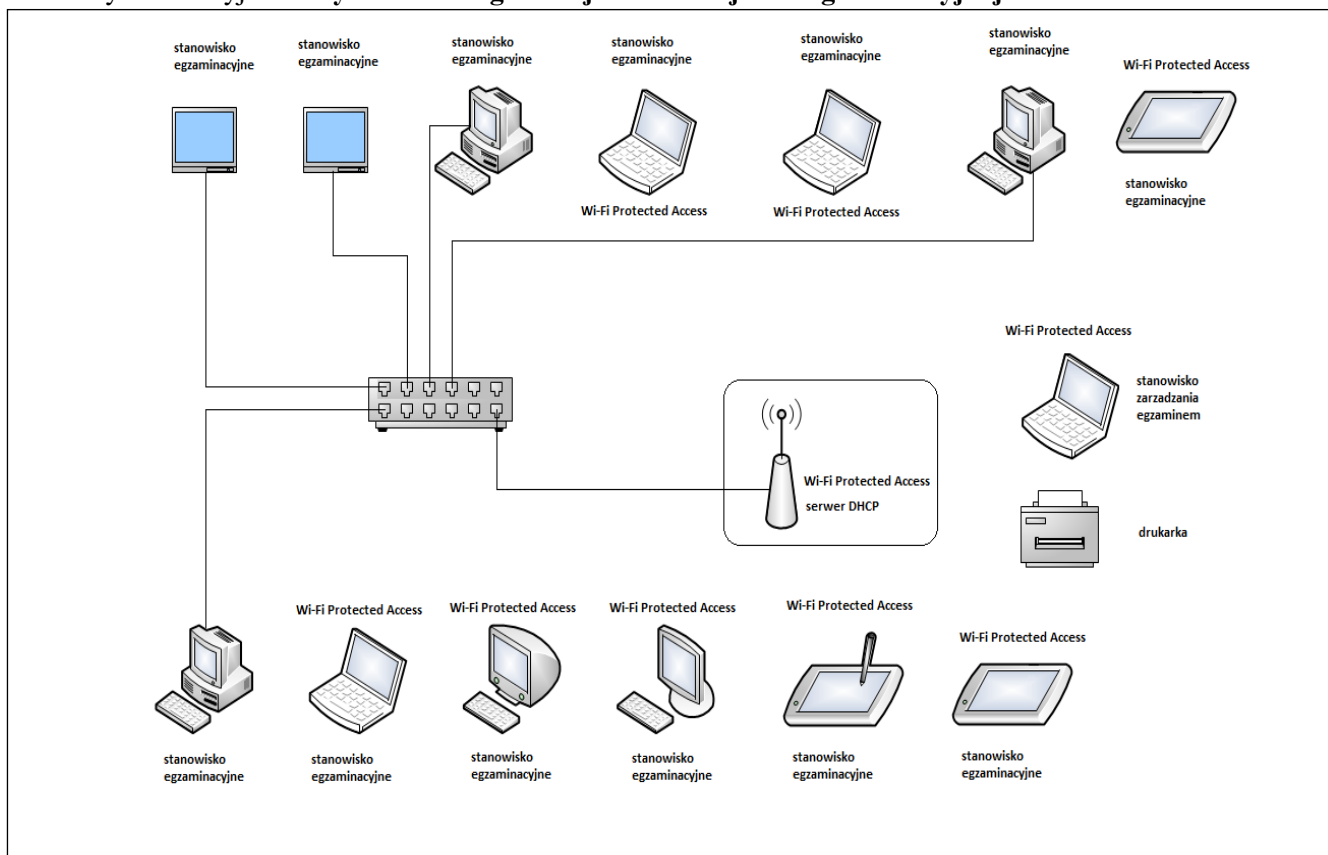 stanowisko
egzaminacyjne
stanowisko
egzaminacyjne
stanowisko
egzaminacyjne
stanowisko
egzaminacyjne
stanowisko
egzaminacyjne
stanowisko
egzaminacyjne
Wi-Fi Protected Access
Wi-Fi Protected Access
Wi-Fi Protected Access
stanowisko
egzaminacyjne
Wi-Fi Protected Access
stanowisko
zarzadzania
egzaminem
Wi-Fi Protected Access
serwer DHCP
drukarka
Wi-Fi Protected Access
Wi-Fi Protected Access
Wi-Fi Protected Access
Wi-Fi Protected Access
Wi-Fi Protected Access
stanowisko
egzaminacyjne
stanowisko
egzaminacyjne
stanowisko
egzaminacyjne
stanowisko
egzaminacyjne
stanowisko
egzaminacyjne
stanowisko
egzaminacyjne